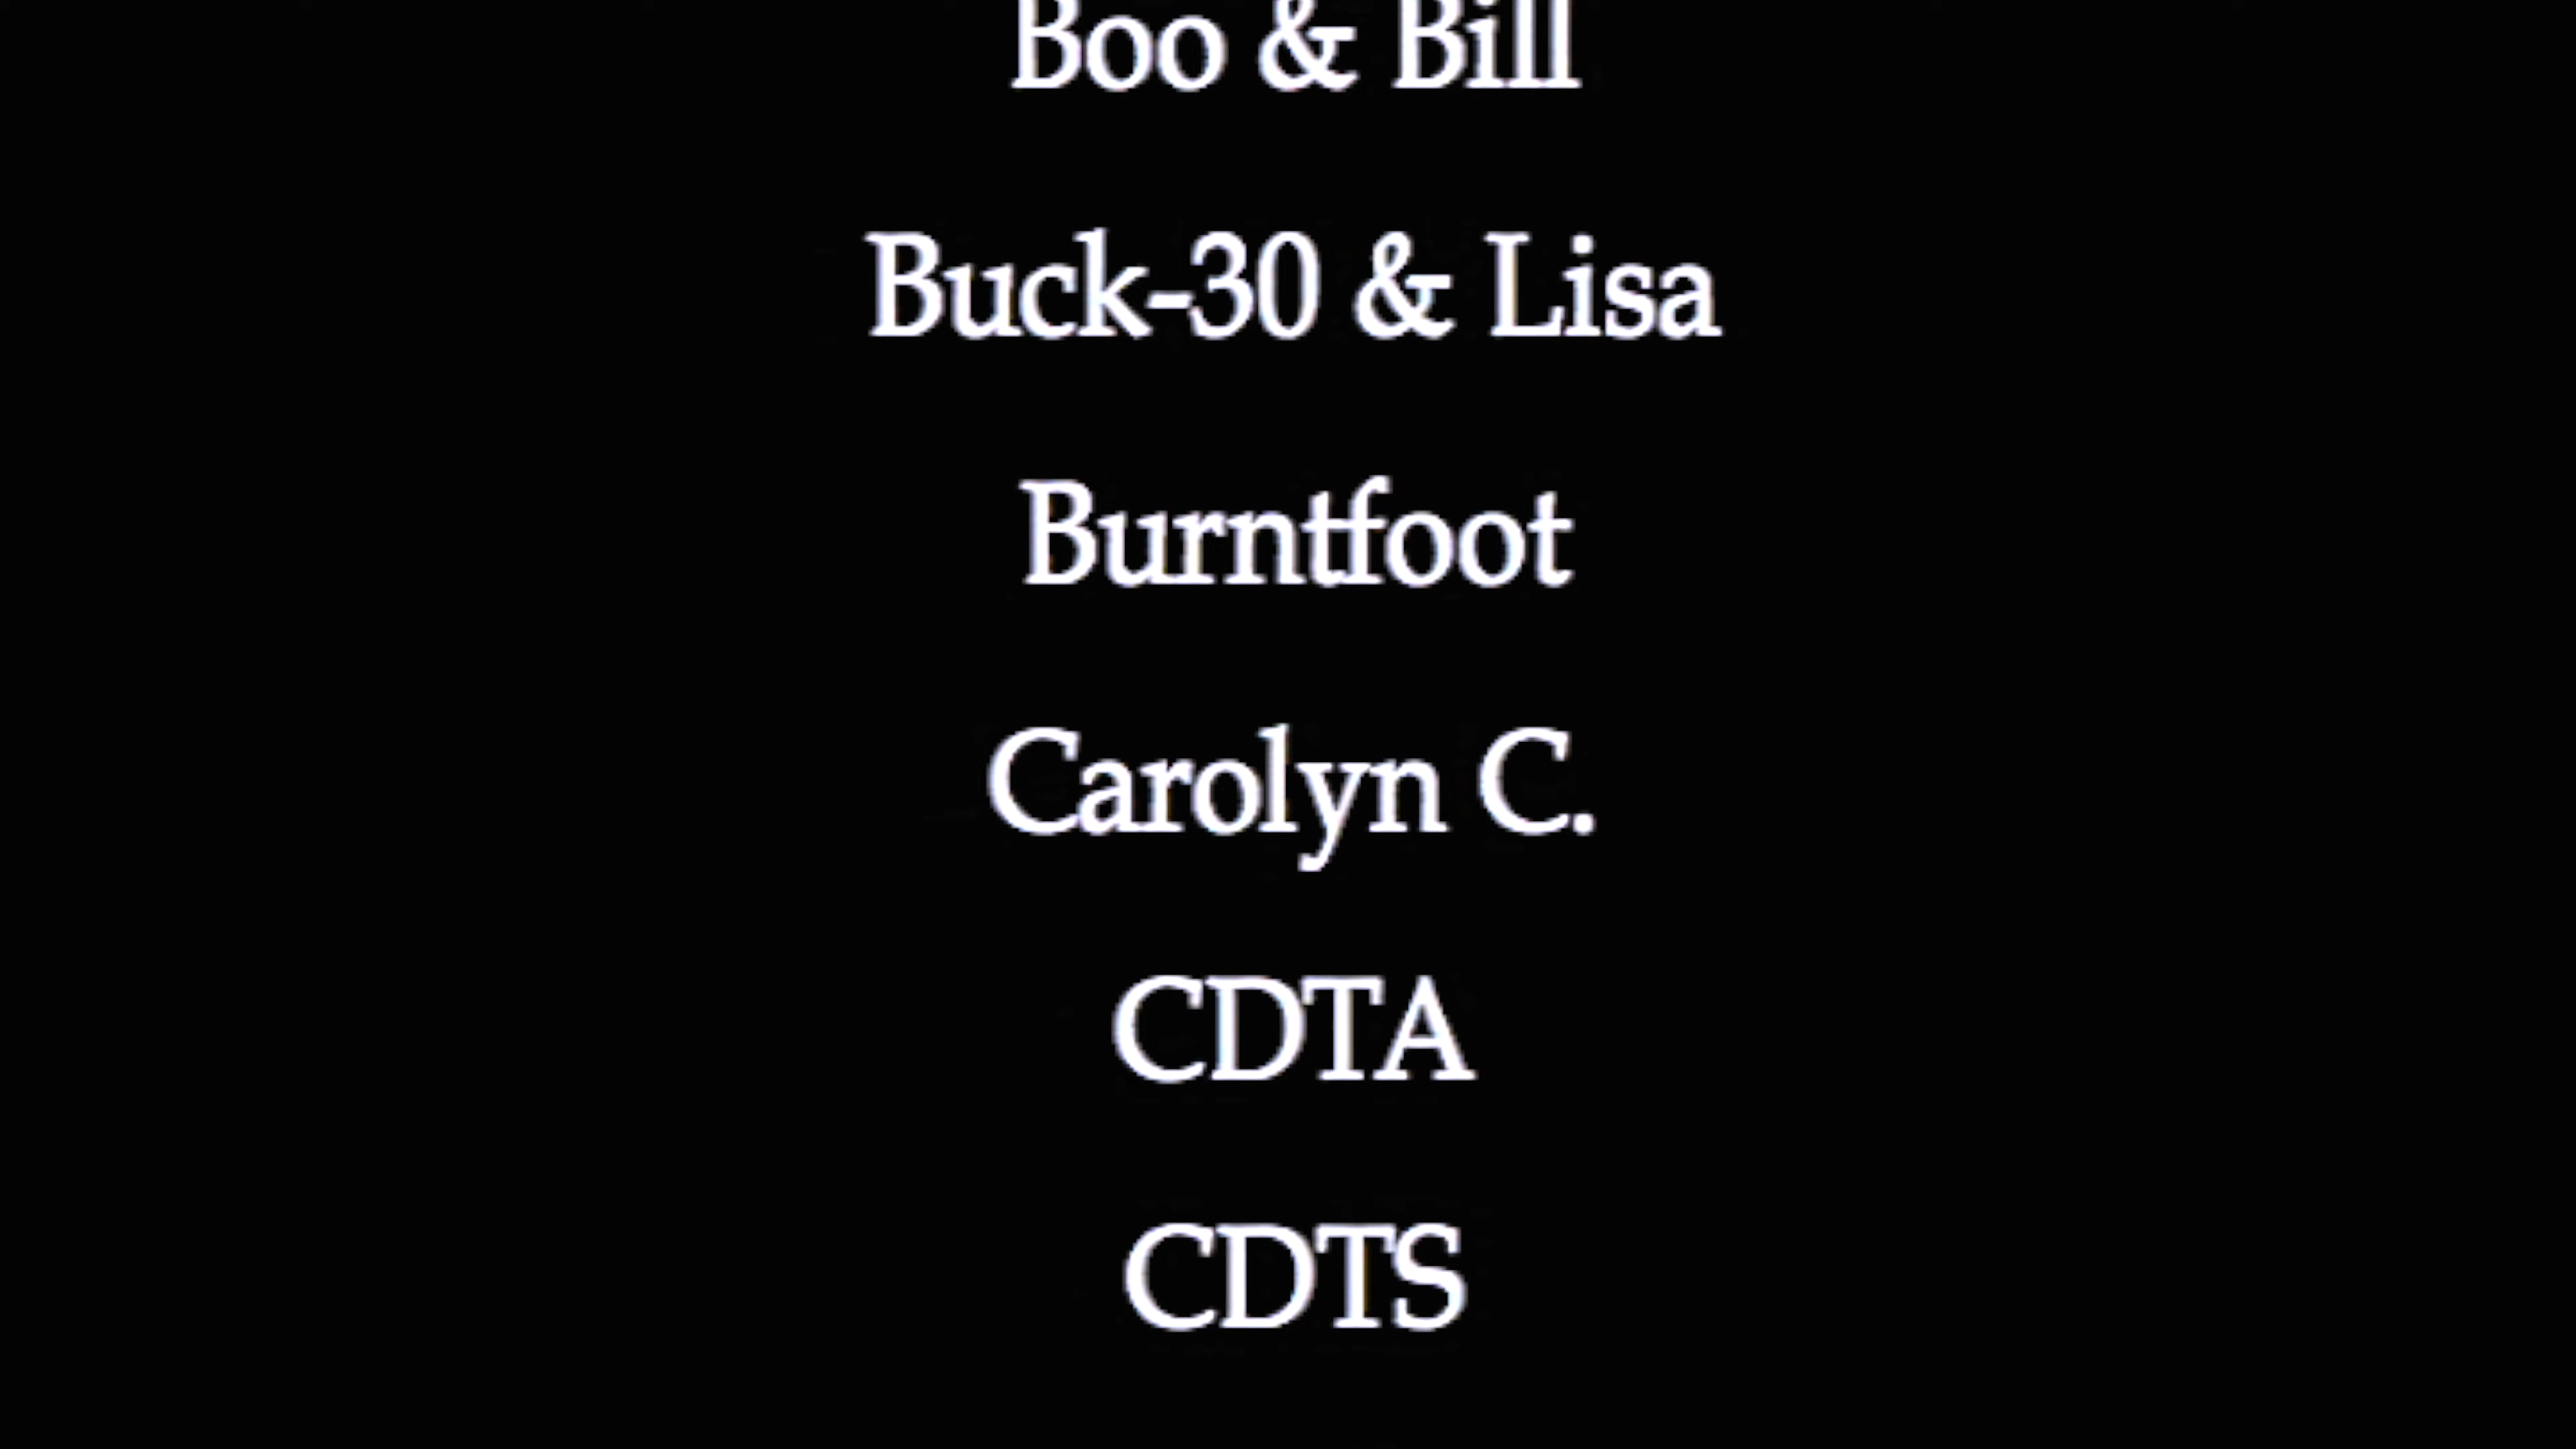 Boo & Bill
Buck-30 & Lisa
Burntfoot
Carolyn C.
CDTA
CDTS